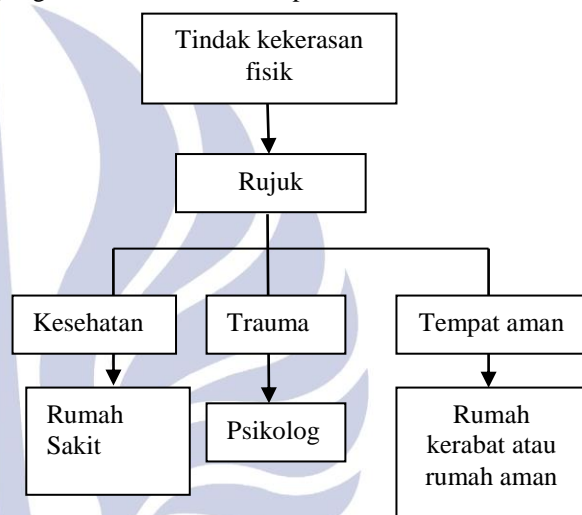 Tindak kekerasan
fisik
Rujuk
Kesehatan
Trauma
Tempat aman
Rumah
Sakit
Psikolog
Rumah
kerabat atau
rumah aman